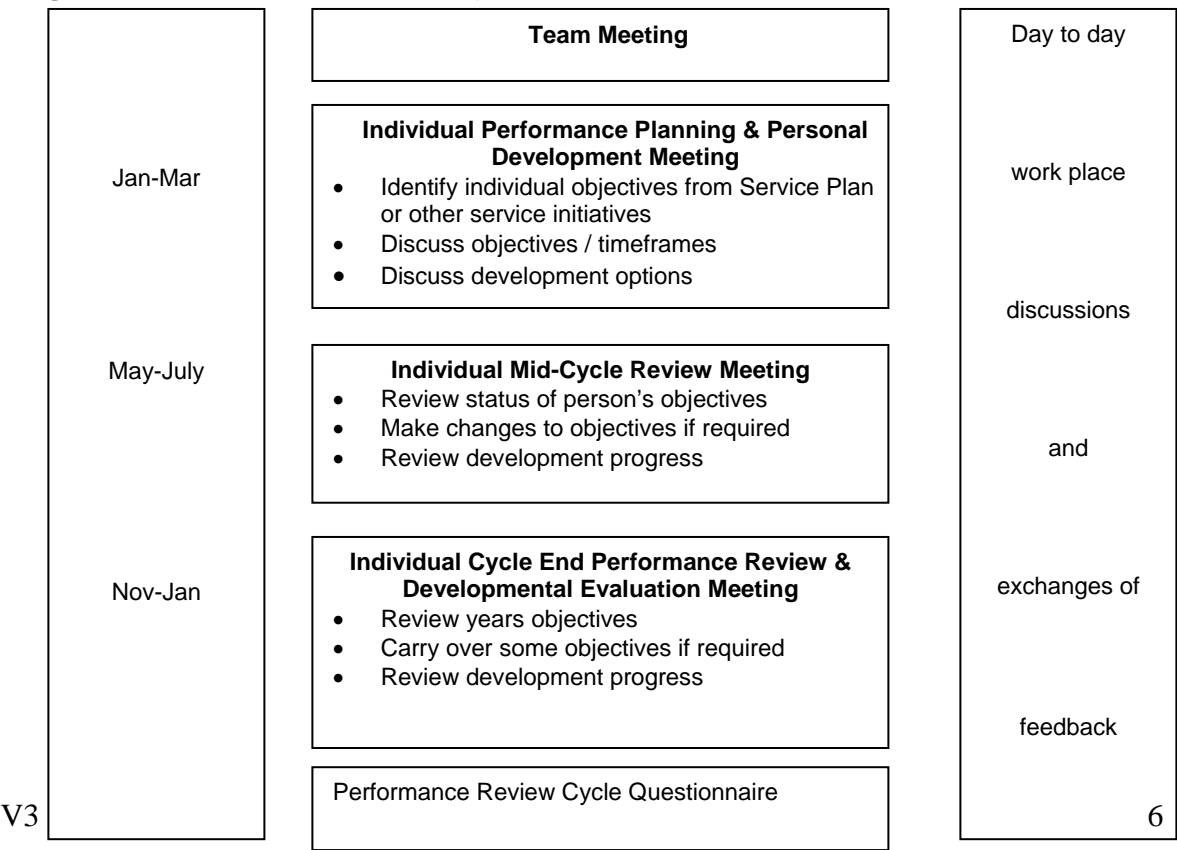 Team Meeting
Day to day
Individual Performance Planning & Personal
Development Meeting
Jan-Mar
work place
• Identify individual objectives from Service Plan
or other service initiatives
• Discuss objectives / timeframes
• Discuss development options
discussions
May-July
Individual Mid-Cycle Review Meeting
• Review status of person’s objectives
• Make changes to objectives if required
• Review development progress
and
Individual Cycle End Performance Review &
Developmental Evaluation Meeting
Nov-Jan
exchanges of
• Review years objectives
• Carry over some objectives if required
• Review development progress
feedback
Performance Review Cycle Questionnaire
V3
6